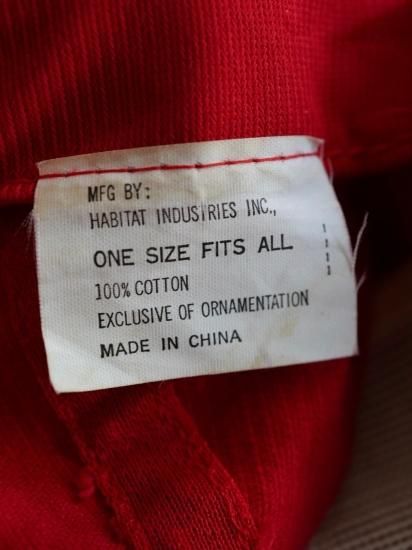 MFG BY:
HABITAT INDUSTRIES INC.,
ONE SIZE FITS ALL
100% COTTON
EXCLUSIVE OF ORNAMENTATION
MADE IN CHINA